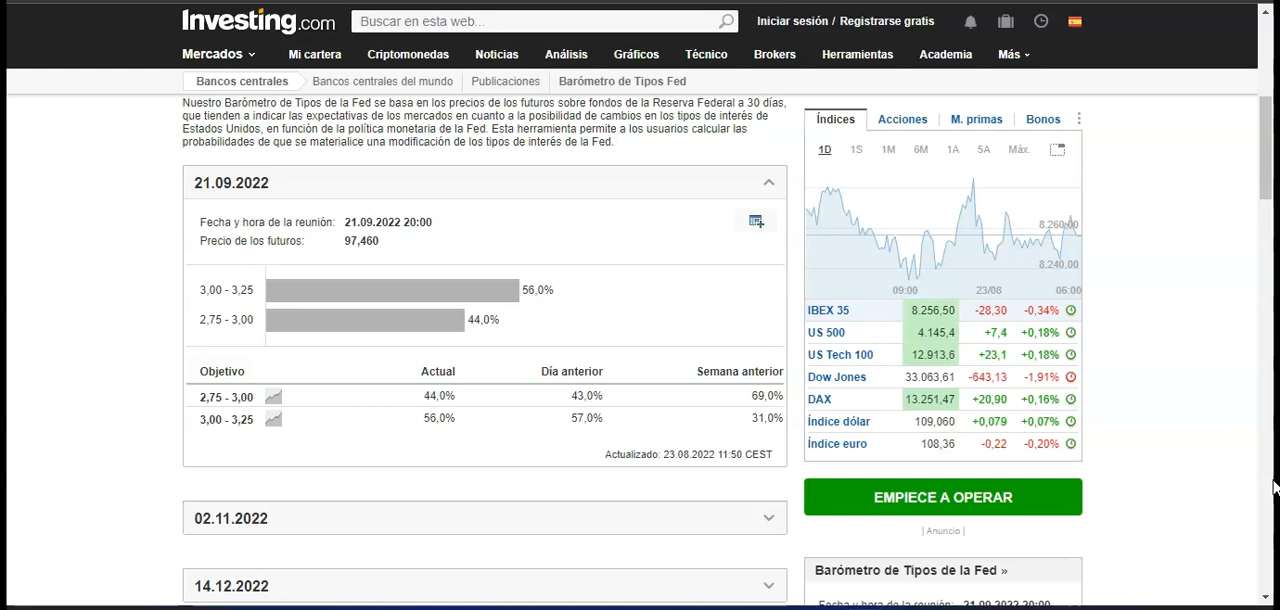 Investing.com
Buscar en esta web...
Iniciar sesión / Registrarse gratis
Mercados
Mi cartera
Criptomonedas
Noticias
Análisis
Gráficos
Técnico
Brokers
Herramientas
Academia
Más
Bancos centrales
Bancos centrales del mundo
Publicaciones
Barómetro de Tipos Fed
Nuestro Barómetro de Tipos de la Fed se basa en los precios de los futuros sobre fondos de la Reserva Federal a 30 días,
que tienden a indicar las expectativas de los mercados en cuanto a la posibilidad de cambios en los tipos de interés de
Estados Unidos, en función de la política monetaria de la Fed. Esta herramienta permite a los usuarios calcular las
probabilidades de que se materialice una modificación de los tipos de interés de la Fed.
21.09.2022
Fecha y hora de la reunión: 21.09.2022 20:00
Precio de los futuros: 97,460
3,00 - 3,25 56,0%
2,75 - 3,00 44,0%
Objetivo Actual Día anterior Semana anterior
2,75 - 3,00 44,0% 43,0% 69,0%
3,00 - 3,25 56,0% 57,0% 31,0%
Actualizado: 23.08.2022 11:50 CEST
02.11.2022
14.12.2022
Índices Acciones M. primas Bonos
1D 1S 1M 6M 1A 5A Máx.
8.260,00
8.240,00
09:00 23/08 06:00
IBEX 35 8.256,50 -28,30 -0,34%
US 500 4.145,4 +7,4 +0,18%
US Tech 100 12.913,6 +23,1 +0,18%
Dow Jones 33.063,61 -643,13 -1,91%
DAX 13.251,47 +20,90 +0,16%
Índice dólar 109,060 +0,079 +0,07%
Índice euro 108,36 -0,22 -0,20%
EMPIECE A OPERAR
| Anuncio |
Barómetro de Tipos de la Fed »
Fecha y hora de la reunión: 21.09.2022 20:00